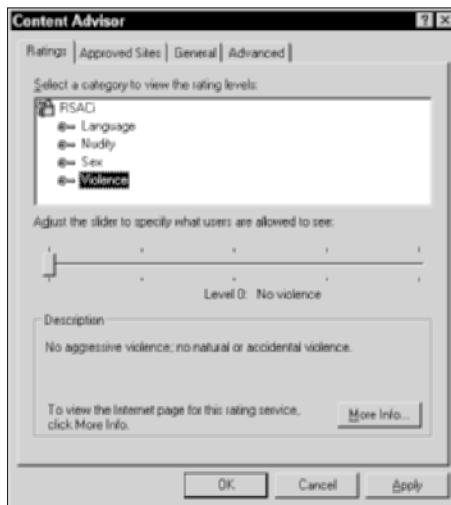 Content Advisor
Ratings Approved Sites General Advanced
Select a category to view the rating levels:
RSACi
Language
Nudity
Sex
Violence
Adjust the slider to specify what users are allowed to see:
Level 0: No violence
Description
No aggressive violence; no natural or accidental violence.
To view the Internet page for this rating service,
click More Info.
More Info...
OK Cancel Apply